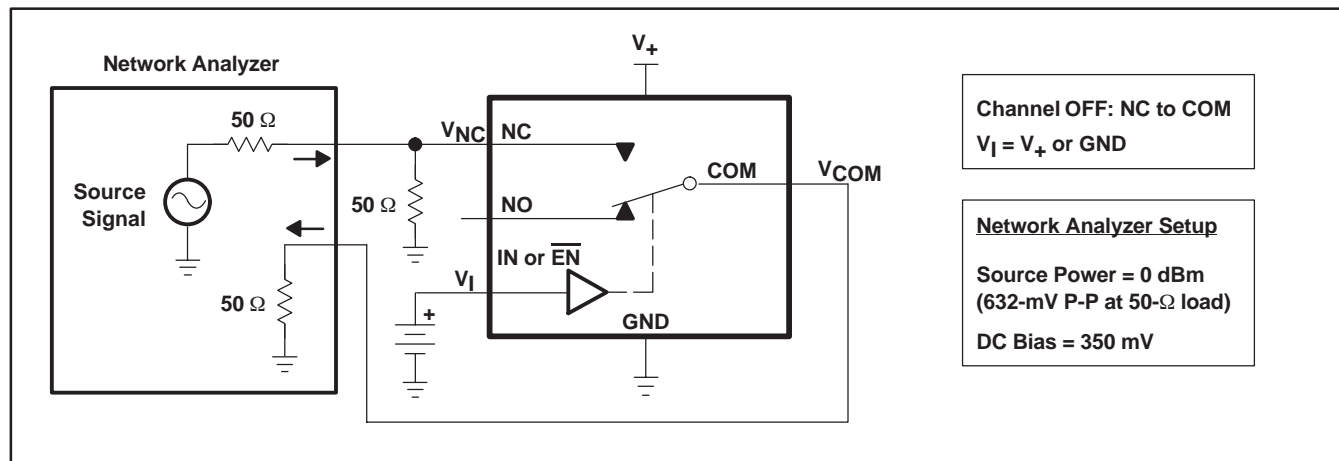 Network Analyzer
50 Ω
Source
Signal
50 Ω
50 Ω
V+
VNC
NC
NO
COM
VCOM
IN or E̅N̅
VI
+
GND
Channel OFF: NC to COM
VI = V+ or GND
Network Analyzer Setup
Source Power = 0 dBm
(632-mV P-P at 50-Ω load)
DC Bias = 350 mV